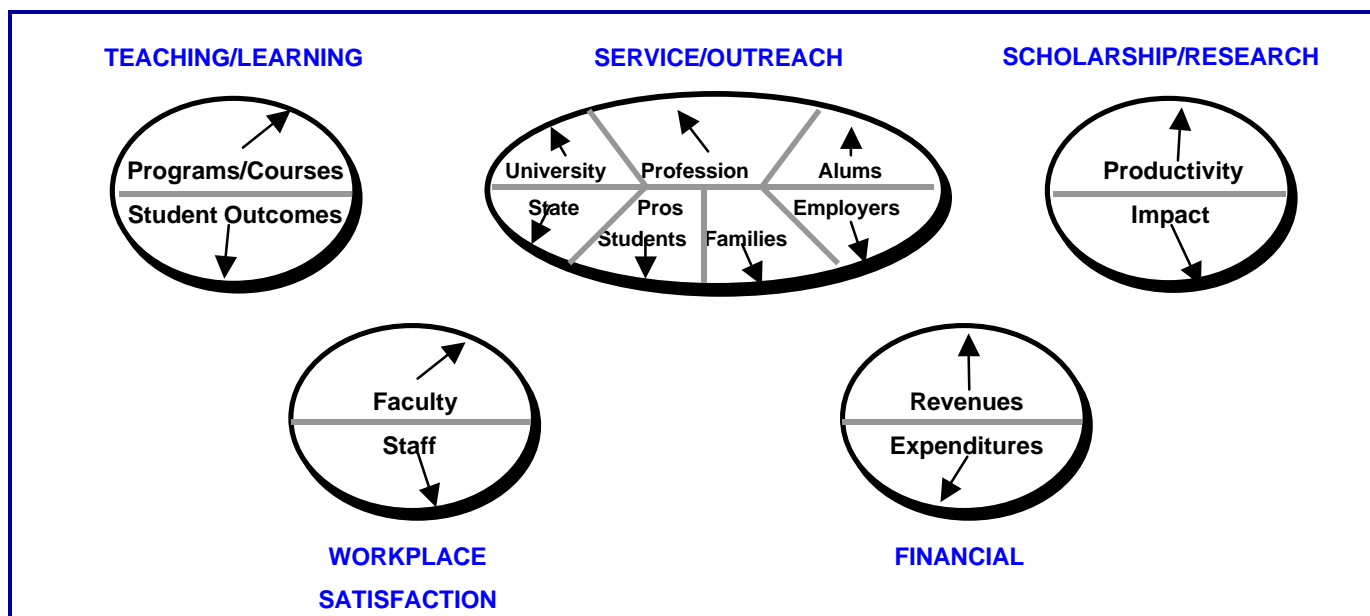 TEACHING/LEARNING
SERVICE/OUTREACH
SCHOLARSHIP/RESEARCH
Programs/Courses
Student Outcomes
University
Profession
Alums
State
Pros
Students
Families
Employers
Productivity
Impact
Faculty
Staff
Revenues
Expenditures
WORKPLACE
SATISFACTION
FINANCIAL